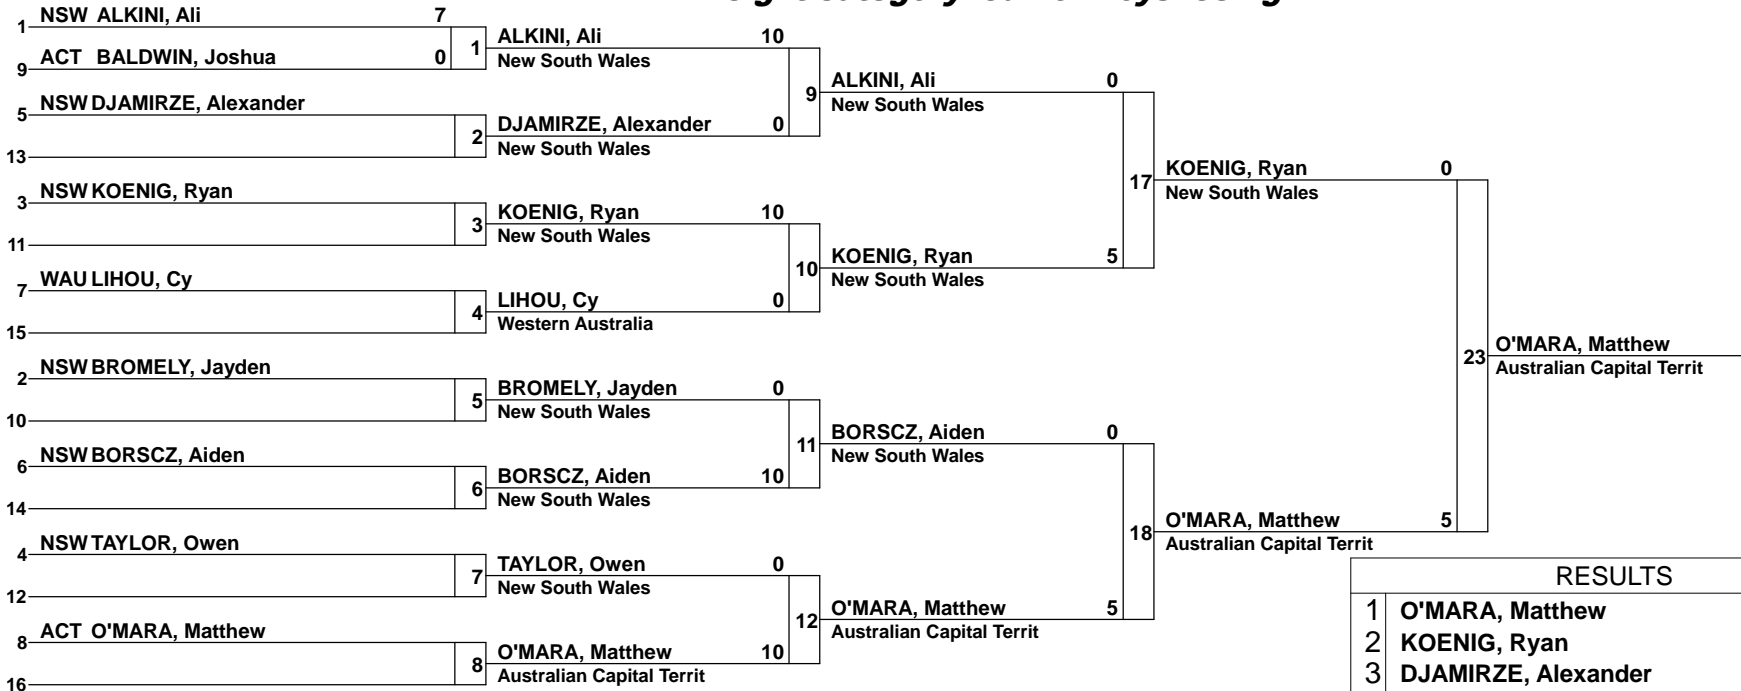 1 NSW ALKINI, Ali 7
9 ACT BALDWIN, Joshua 0
5 NSW DJAMIRZE, Alexander
13
3 NSW KOENIG, Ryan
11
7 WAU LIHOU, Cy
15
2 NSW BROMELY, Jayden
10
6 NSW BORSCZ, Aiden
14
4 NSW TAYLOR, Owen
12
8 ACT O'MARA, Matthew
16
1 ALKINI, Ali 10
New South Wales
2 DJAMIRZE, Alexander 0
New South Wales
3 KOENIG, Ryan 10
New South Wales
4 LIHOU, Cy 0
Western Australia
5 BROMELY, Jayden 0
New South Wales
6 BORSCZ, Aiden 10
New South Wales
7 TAYLOR, Owen 0
New South Wales
8 O'MARA, Matthew 10
Australian Capital Territ
9 ALKINI, Ali 0
New South Wales
10 KOENIG, Ryan 5
New South Wales
11 BORSCZ, Aiden 0
New South Wales
12 O'MARA, Matthew 5
Australian Capital Territ
17 KOENIG, Ryan 0
New South Wales
18 O'MARA, Matthew 5
Australian Capital Territ
23 O'MARA, Matthew
Australian Capital Territ
RESULTS
1 O'MARA, Matthew
2 KOENIG, Ryan
3 DJAMIRZE, Alexander